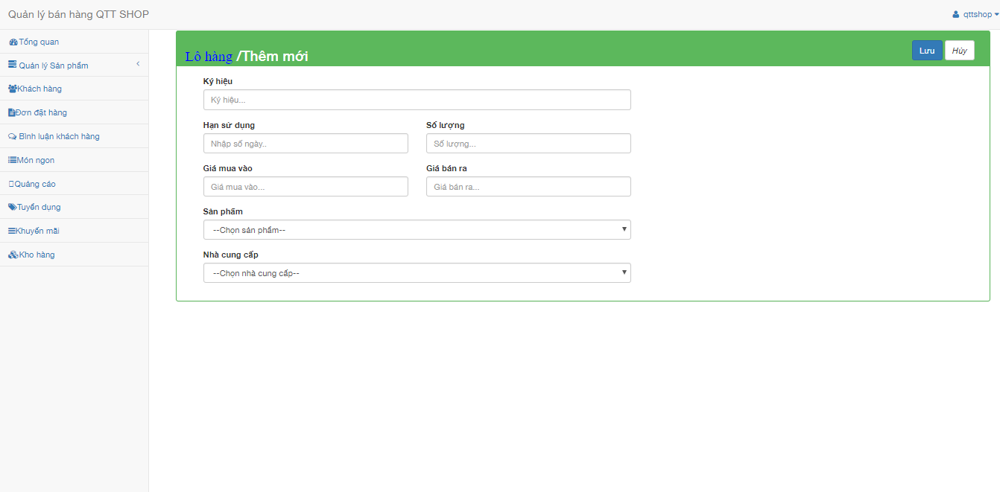 Quản lý bán hàng QTT SHOP
qttshop
Tổng quan
Quản lý Sản phẩm
Khách hàng
Đơn đặt hàng
Bình luận khách hàng
Món ngon
Quảng cáo
Tuyển dụng
Khuyến mãi
Kho hàng
Lô hàng /Thêm mới
Lưu
Hủy
Ký hiệu
Ký hiệu...
Hạn sử dụng Số lượng
Nhập số ngày.. Số lượng...
Giá mua vào Giá bán ra
Giá mua vào... Giá bán ra...
Sản phẩm
--Chọn sản phẩm--
Nhà cung cấp
--Chọn nhà cung cấp--